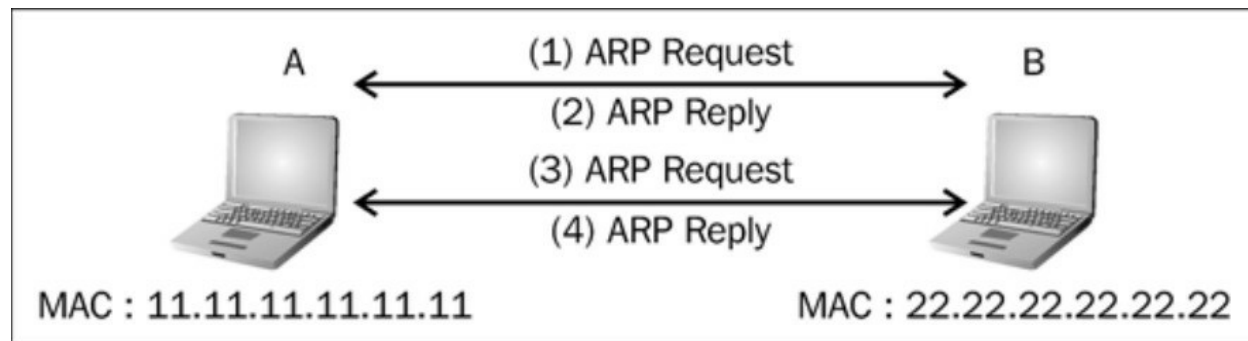 A
(1) ARP Request
B
(2) ARP Reply
(3) ARP Request
(4) ARP Reply
MAC : 11.11.11.11.11.11
MAC : 22.22.22.22.22.22